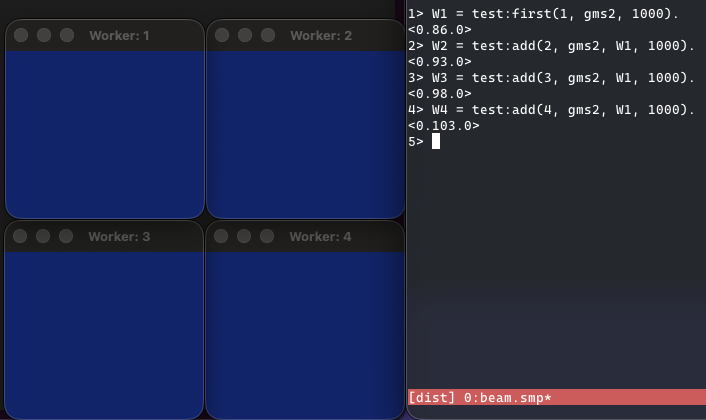 Worker: 1
Worker: 2
Worker: 3
Worker: 4
1> W1 = test:first(1, gms2, 1000).
<0.86.0>
2> W2 = test:add(2, gms2, W1, 1000).
<0.93.0>
3> W3 = test:add(3, gms2, W1, 1000).
<0.98.0>
4> W4 = test:add(4, gms2, W1, 1000).
<0.103.0>
5>
[dist] 0:beam.smp*